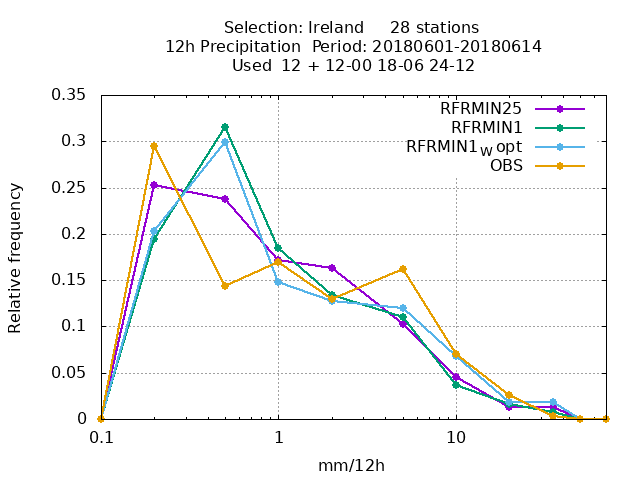 Selection: Ireland     28 stations
12h Precipitation  Period: 20180601-20180614
Used  12 + 12-00 18-06 24-12
RFRMIN25
RFRMIN1
RFRMIN1_W opt
OBS
Relative frequency
0.35
0.3
0.25
0.2
0.15
0.1
0.05
0
0.1 1 10
mm/12h